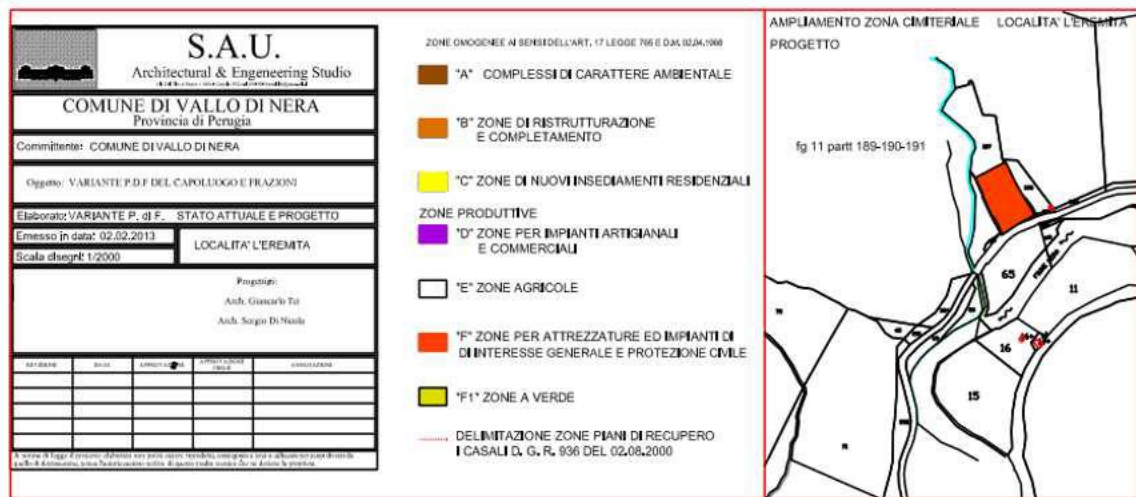 S.A.U.
Architectural & Engeneering Studio
COMUNE DI VALLO DI NERA
Provincia di Perugia
Committente: COMUNE DI VALLO DI NERA
Oggetto: VARIANTE P.D.F DEL CAPOLUOGO E FRAZIONI
Elaborato: VARIANTE P. di F. STATO ATTUALE E PROGETTO
Emesso in data: 02.02.2013
Scala disegni: 1/2000
LOCALITA' L'EREMITA
Progettisti:
Arch. Giancarlo Tei
Arch. Sergio Di Nicola
REVISIONE DATA
ANNOTAZIONI
ZONE OMOGENEE AI SENSI DELL'ART. 17 LEGGE 765 E D.M. 02.04.1968
"A" COMPLESSI DI CARATTERE AMBIENTALE
"B" ZONE DI RISTRUTTURAZIONE
E COMPLETAMENTO
"C" ZONE DI NUOVI INSEDIAMENTI RESIDENZIALI
ZONE PRODUTTIVE
"D" ZONE PER IMPIANTI ARTIGIANALI
E COMMERCIALI
"E" ZONE AGRICOLE
"F" ZONE PER ATTREZZATURE ED IMPIANTI DI
DI INTERESSE GENERALE E PROTEZIONE CIVILE
"F1" ZONE A VERDE
DELIMITAZIONE ZONE PIANI DI RECUPERO
I CASALI D. G. R. 936 DEL 02.08.2000
AMPLIAMENTO ZONA CIMITERIALE LOCALITA' L'EREMITA
PROGETTO
fg 11 partt 189-190-191
65
11
16
15